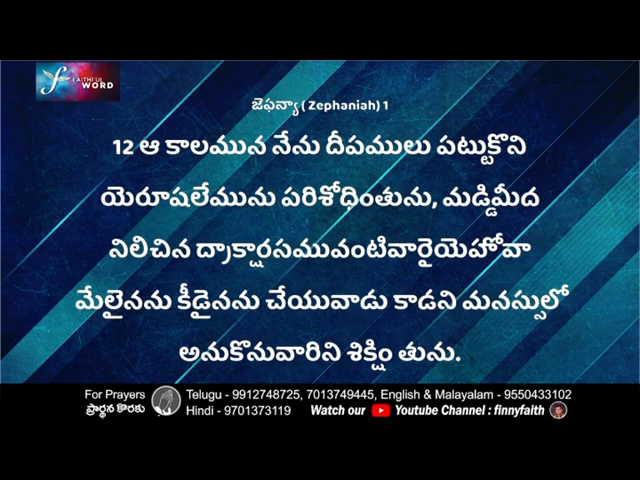 FAITHFUL
WORD
జెఫన్యా ( Zephaniah) 1
12 ఆ కాలమున నేను దీపములు పట్టుకొని
యెరూషలేమును పరిశోధింతును, మడ్డిమీద
నిలిచిన ద్రాక్షారసమువంటివారైయెహోవా
మేలైనను కీడైనను చేయువాడు కాడని మనస్సులో
అనుకొనువారిని శిక్షిం తును.
For Prayers Telugu - 9912748725, 7013749445, English & Malayalam - 9550433102
ప్రార్థన కొరకు Hindi - 9701373119 Watch our Youtube Channel : finnyfaith